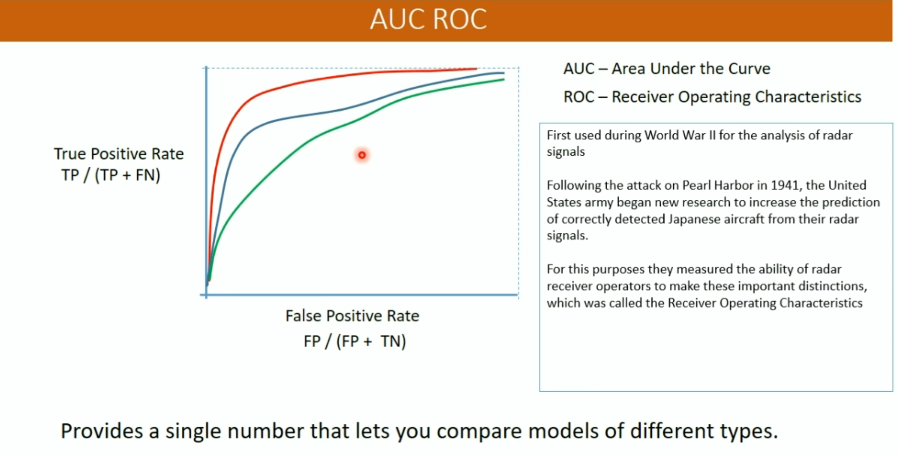 AUC ROC
True Positive Rate
TP / (TP + FN)
False Positive Rate
FP / (FP + TN)
AUC – Area Under the Curve
ROC – Receiver Operating Characteristics
First used during World War II for the analysis of radar
signals
Following the attack on Pearl Harbor in 1941, the United
States army began new research to increase the prediction
of correctly detected Japanese aircraft from their radar
signals.
For this purposes they measured the ability of radar
receiver operators to make these important distinctions,
which was called the Receiver Operating Characteristics
Provides a single number that lets you compare models of different types.